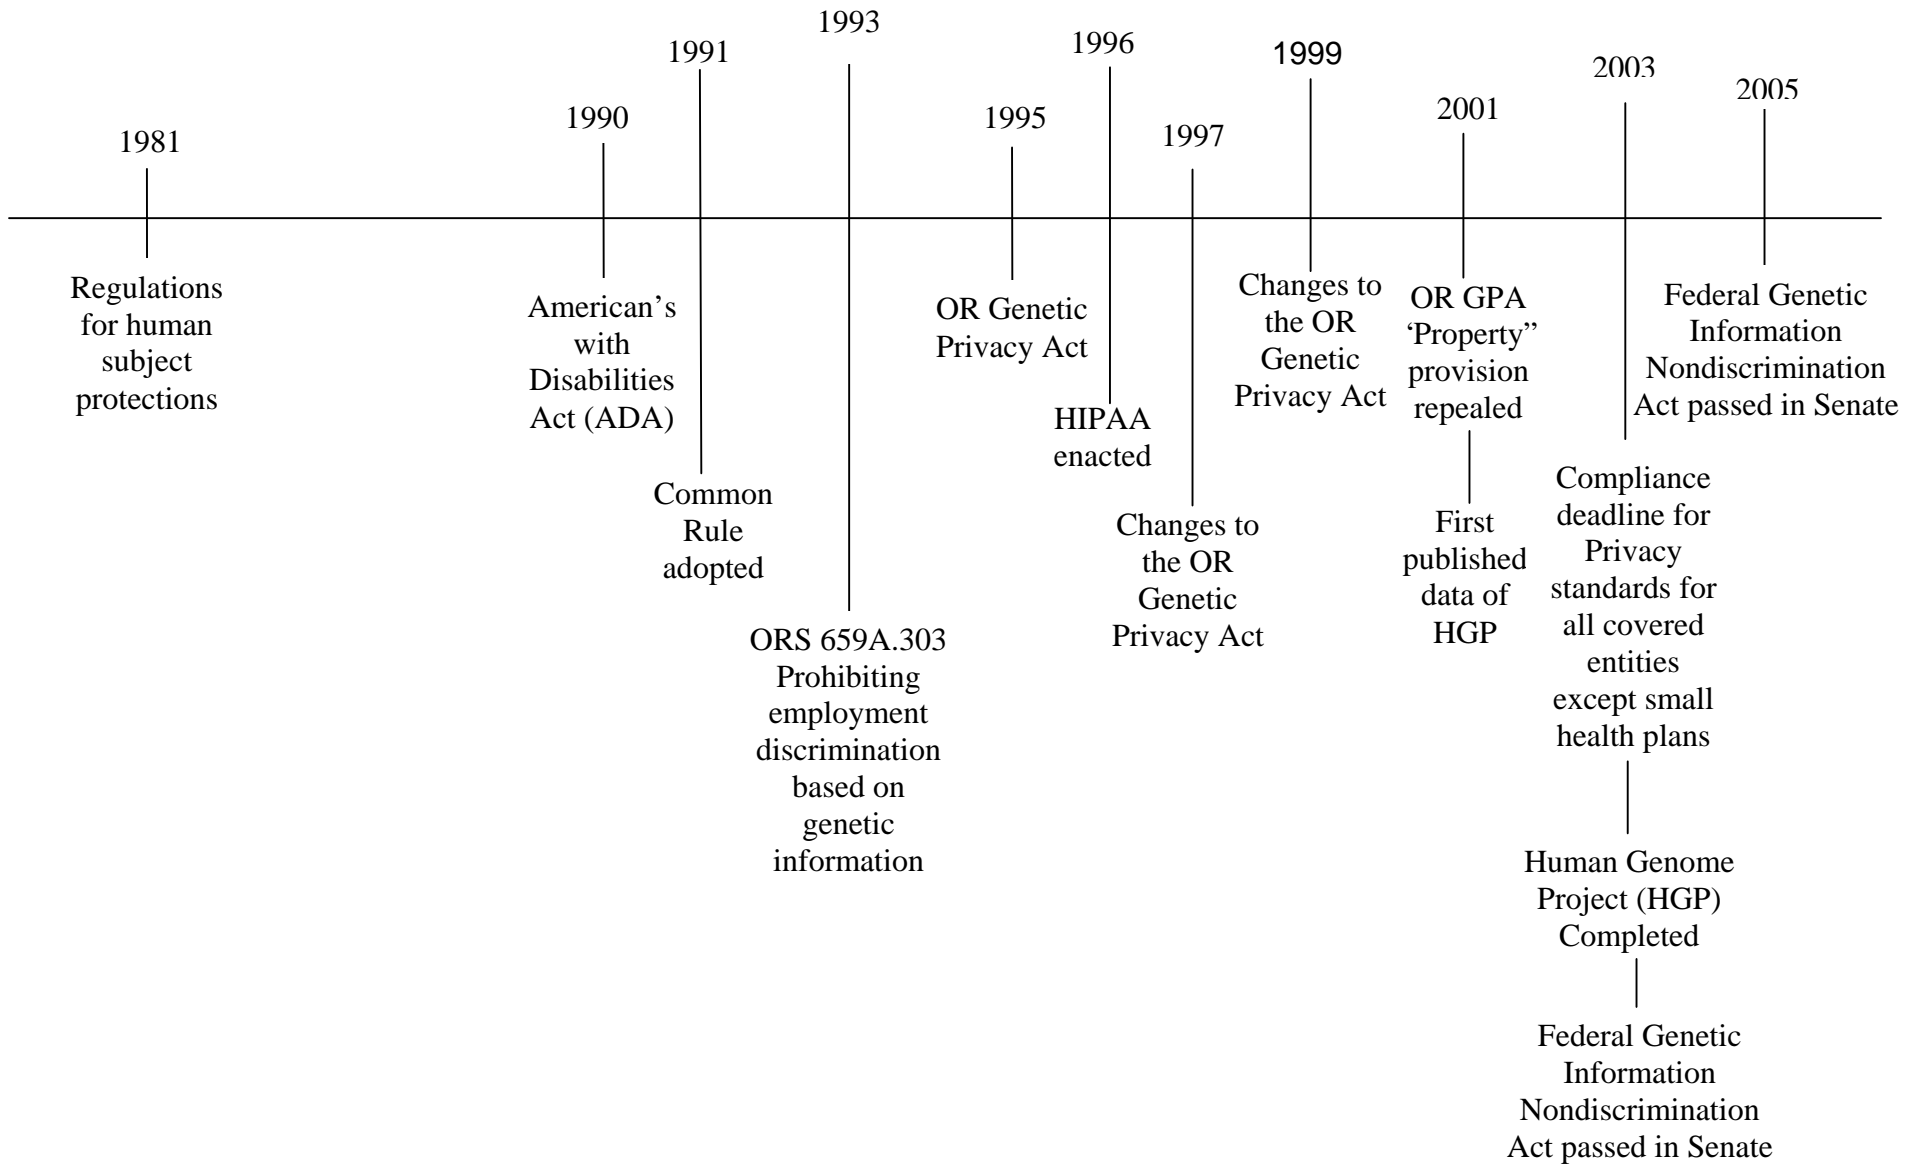 1981
Regulations
for human
subject
protections
1990
American’s
with
Disabilities
Act (ADA)
1991
Common
Rule
adopted
1993
ORS 659A.303
Prohibiting
employment
discrimination
based on
genetic
information
1995
OR Genetic
Privacy Act
1996
HIPAA
enacted
1997
Changes to
the OR
Genetic
Privacy Act
1999
Changes to
the OR
Genetic
Privacy Act
2001
OR GPA
‘Property”
provision
repealed
First
published
data of
HGP
2003
Compliance
deadline for
Privacy
standards for
all covered
entities
except small
health plans
Human Genome
Project (HGP)
Completed
Federal Genetic
Information
Nondiscrimination
Act passed in Senate
2005
Federal Genetic
Information
Nondiscrimination
Act passed in Senate